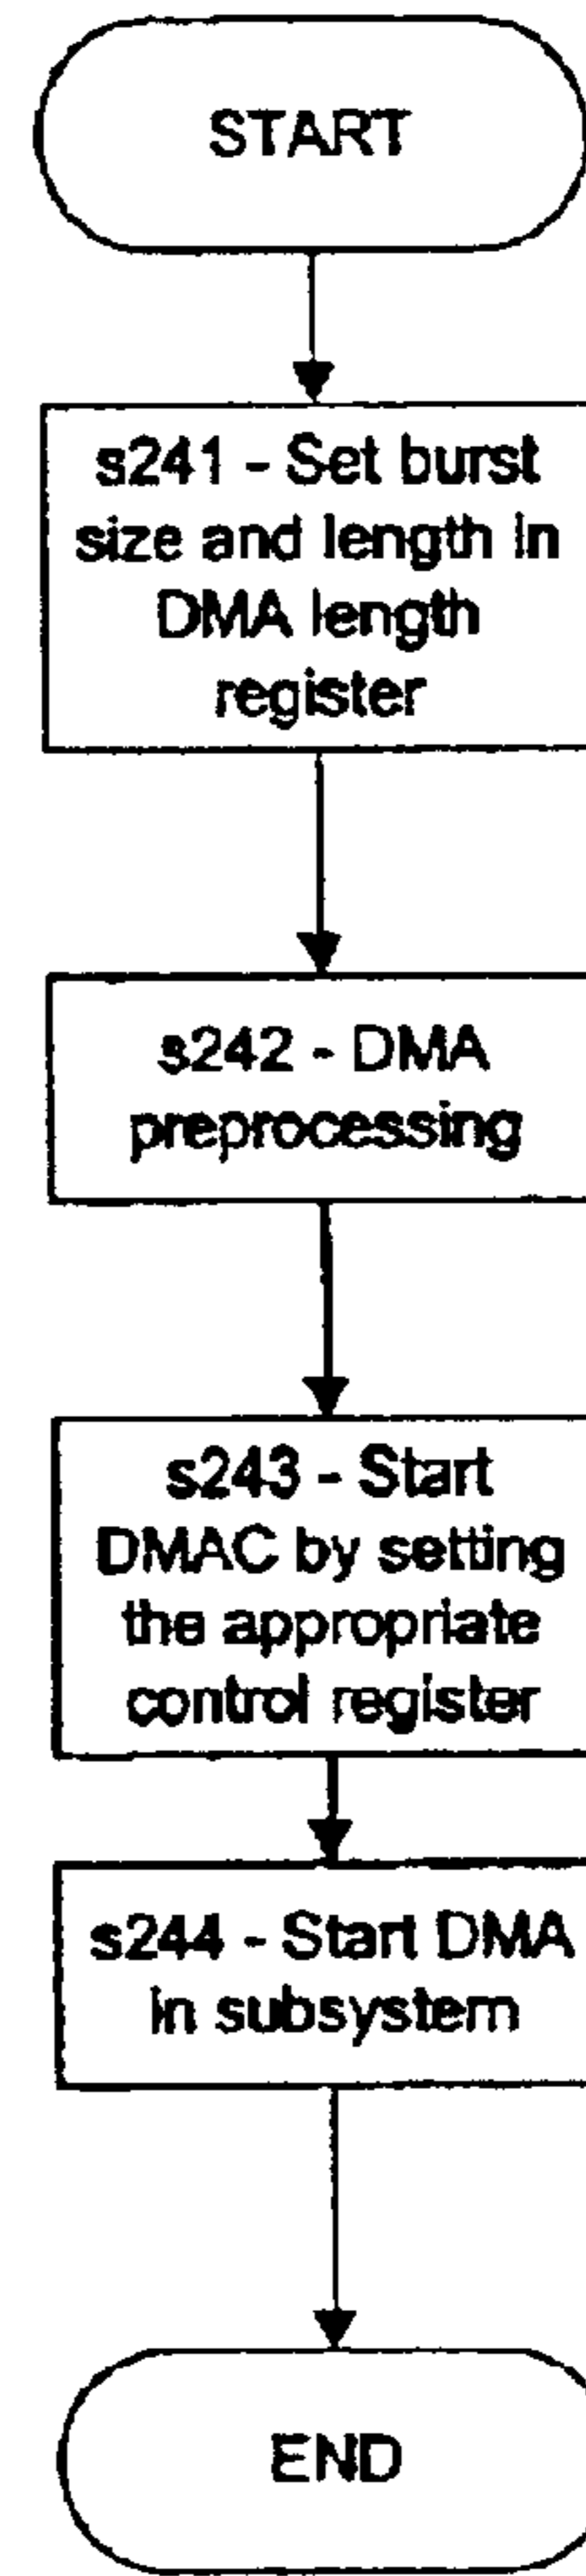 START
s241 - Set burst
size and length in
DMA length
register
s242 - DMA
preprocessing
s243 - Start
DMAC by setting
the appropriate
control register
s244 - Start DMA
in subsystem
END